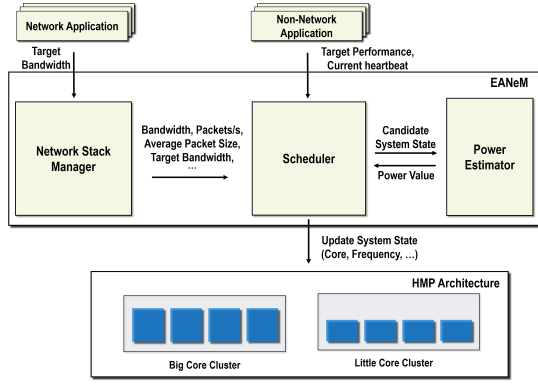 Network Application
Non-Network
Application
Target
Bandwidth
Target Performance,
Current heartbeat
EANeM
Network Stack
Manager
Bandwidth, Packets/s,
Average Packet Size,
Target Bandwidth,
...
Scheduler
Candidate
System State
Power Value
Power
Estimator
Update System State
(Core, Frequency, ...)
HMP Architecture
Big Core Cluster
Little Core Cluster